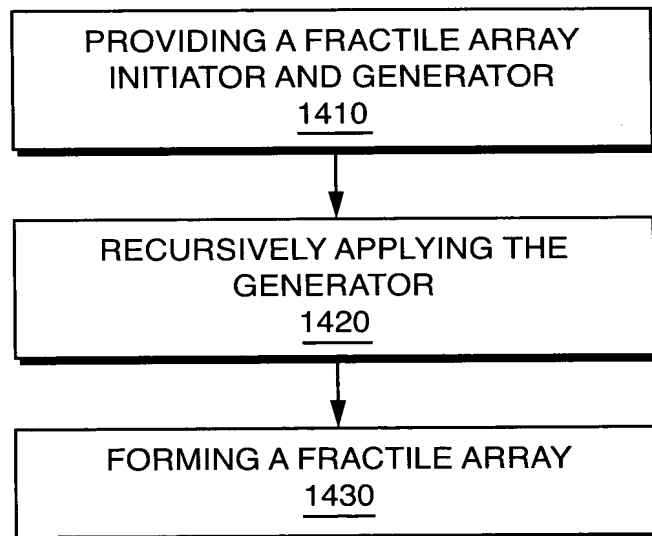 PROVIDING A FRACTILE ARRAY
INITIATOR AND GENERATOR
1410
RECURSIVELY APPLYING THE
GENERATOR
1420
FORMING A FRACTILE ARRAY
1430